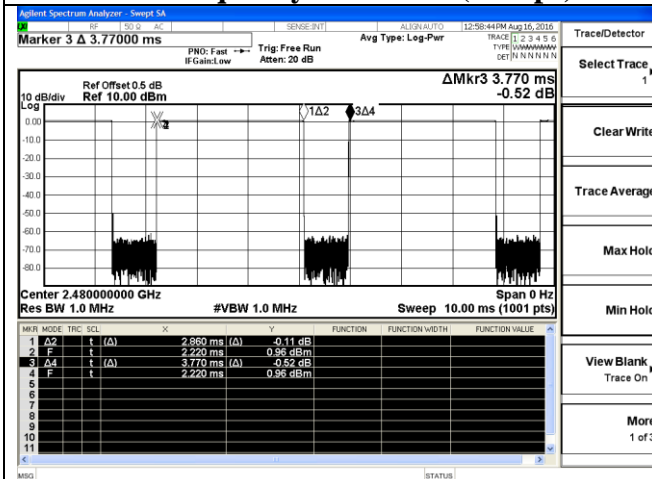 Agilent Spectrum Analyzer - Swept SA
RF 50 Ω AC SENSE:INT ALIGN AUTO 12:58:44 PM Aug 16, 2016
Marker 3 Δ 3.77000 ms
Avg Type: Log-Pwr
TRACE 1 2 3 4 5 6
TYPE
DET N N N N N N
PNO: Fast
IFGain:Low
Trig: Free Run
Atten: 20 dB
ΔMkr3 3.770 ms
-0.52 dB
Ref Offset 0.5 dB
10 dB/div Ref 10.00 dBm
Log
1Δ2 3Δ4
0.00
-10.0
-20.0
-30.0
-40.0
-50.0
-60.0
-70.0
-80.0
Center 2.480000000 GHz Span 0 Hz
Res BW 1.0 MHz #VBW 1.0 MHz Sweep 10.00 ms (1001 pts)
MKR MODE TRC SCL X Y FUNCTION FUNCTION WIDTH FUNCTION VALUE
1 Δ2 t (Δ) 2.860 ms (Δ) -0.11 dB
2 F t 2.220 ms 0.96 dBm
3 Δ4 t (Δ) 3.770 ms (Δ) -0.52 dB
4 F t 2.220 ms 0.96 dBm
5
6
7
8
9
10
11
MSG STATUS
Trace/Detector
Select Trace
1
Clear Write
Trace Average
Max Hold
Min Hold
View Blank
Trace On
More
1 of 3